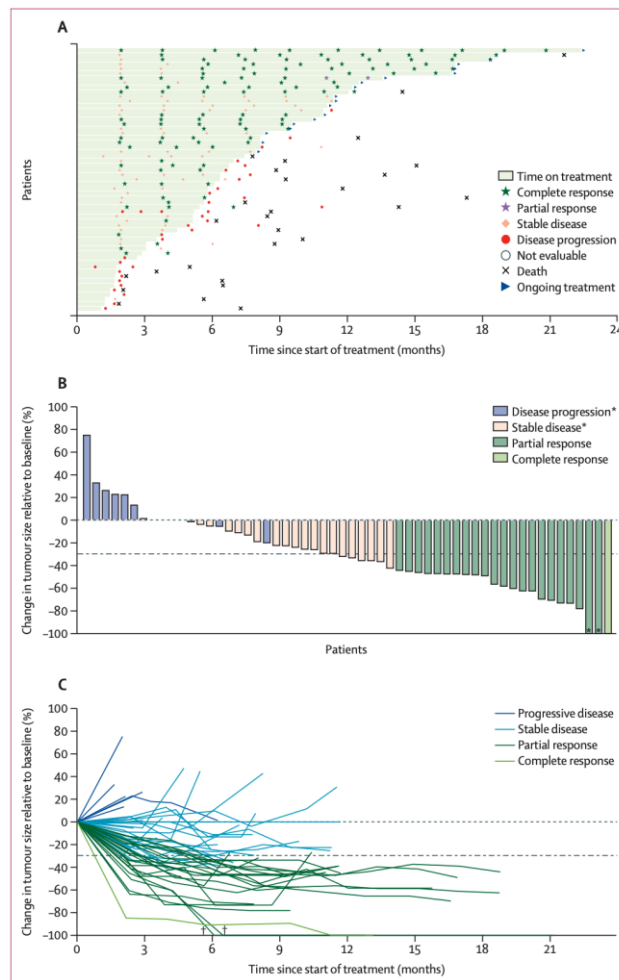 A
Patients
Time on treatment
Complete response
Partial response
Stable disease
Disease progression
Not evaluable
Death
Ongoing treatment
0 3 6 9 12 15 18 21 24
Time since start of treatment (months)
B
Change in tumour size relative to baseline (%)
100
80
60
40
20
0
−20
−40
−60
−80
−100
Disease progression*
Stable disease*
Partial response
Complete response
* *
Patients
C
Change in tumour size relative to baseline (%)
100
80
60
40
20
0
−20
−40
−60
−80
−100
Progressive disease
Stable disease
Partial response
Complete response
† †
0 3 6 9 12 15 18 21
Time since start of treatment (months)